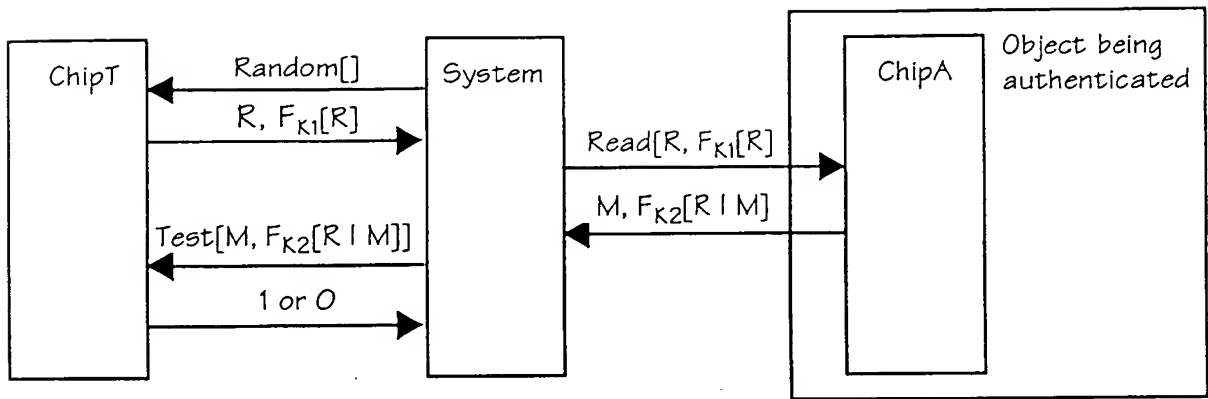 ChipT
Random[]
R, F_K1[R]
Test[M, F_K2[R | M]]
1 or 0
System
Read[R, F_K1[R]
M, F_K2[R | M]
ChipA
Object being
authenticated